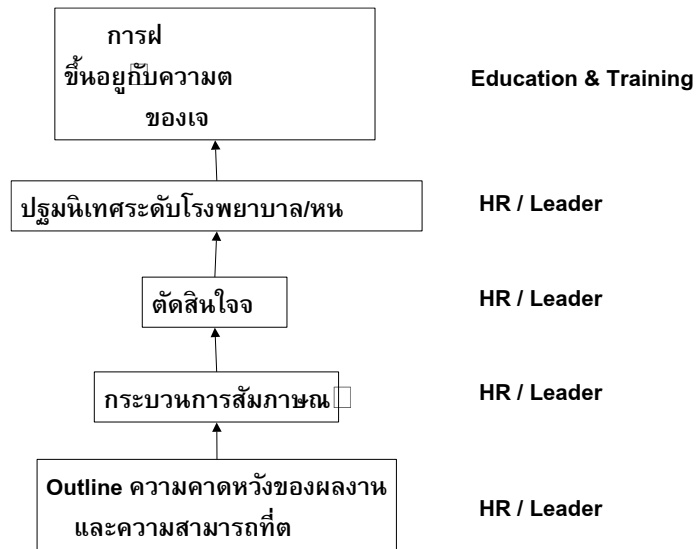 การฝ
ขึ้นอยู่กับความต
ของเจ
Education & Training
ปฐมนิเทศระดับโรงพยาบาล/หน
HR / Leader
ตัดสินใจจ
HR / Leader
กระบวนการสัมภาษณ
HR / Leader
Outline ความคาดหวังของผลงาน
และความสามารถที่ต
HR / Leader